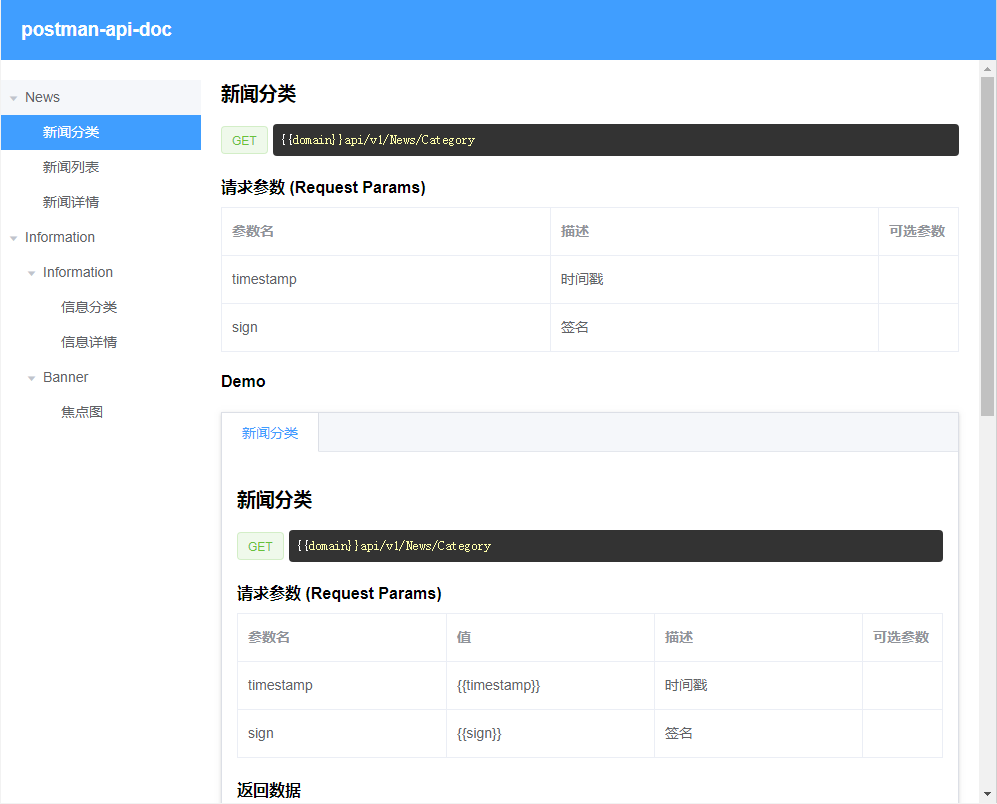 postman-api-doc
News
新闻分类
新闻列表
新闻详情
Information
Information
信息分类
信息详情
Banner
焦点图
新闻分类
GET {{domain}}api/v1/News/Category
请求参数 (Request Params)
参数名 描述 可选参数
timestamp 时间戳
sign 签名
Demo
新闻分类
新闻分类
GET {{domain}}api/v1/News/Category
请求参数 (Request Params)
参数名 值 描述 可选参数
timestamp {{timestamp}} 时间戳
sign {{sign}} 签名
返回数据